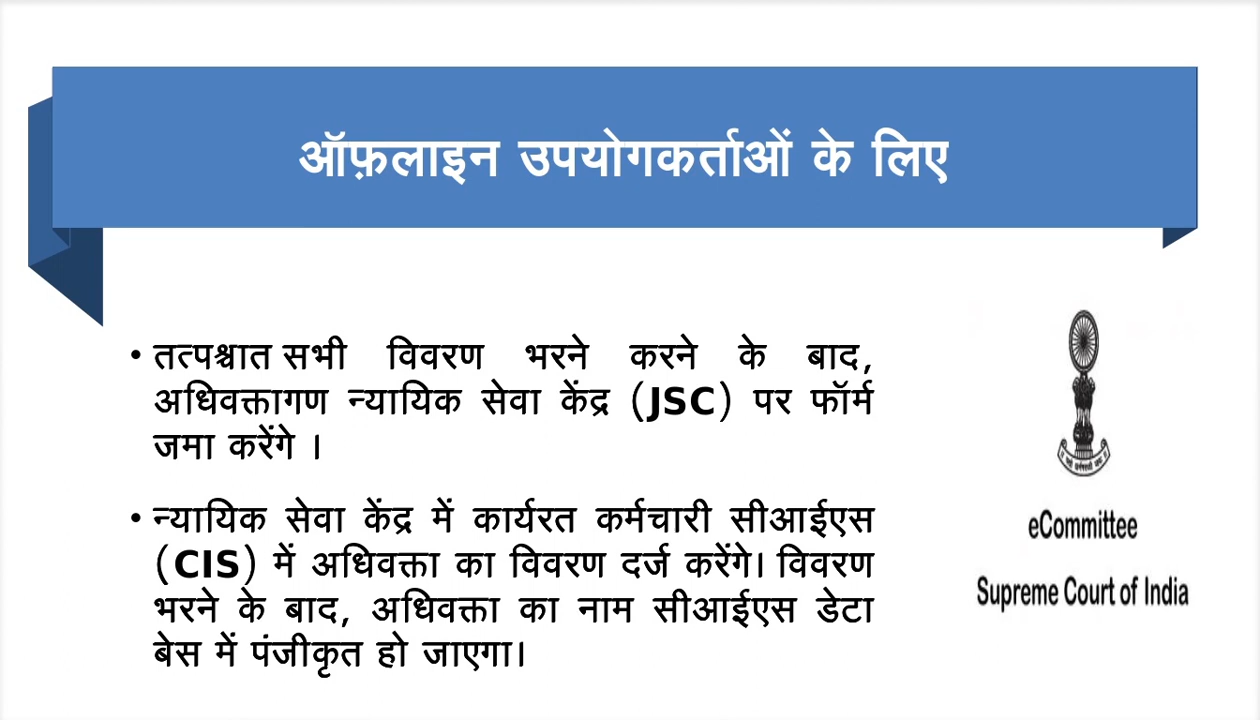 ऑफ़लाइन उपयोगकर्ताओं के लिए
• तत्पश्चात सभी विवरण भरने करने के बाद,
अधिवक्तागण न्यायिक सेवा केंद्र (JSC) पर फॉर्म
जमा करेंगे ।
• न्यायिक सेवा केंद्र में कार्यरत कर्मचारी सीआईएस
(CIS) में अधिवक्ता का विवरण दर्ज करेंगे। विवरण
भरने के बाद, अधिवक्ता का नाम सीआईएस डेटा
बेस में पंजीकृत हो जाएगा।
eCommittee
Supreme Court of India